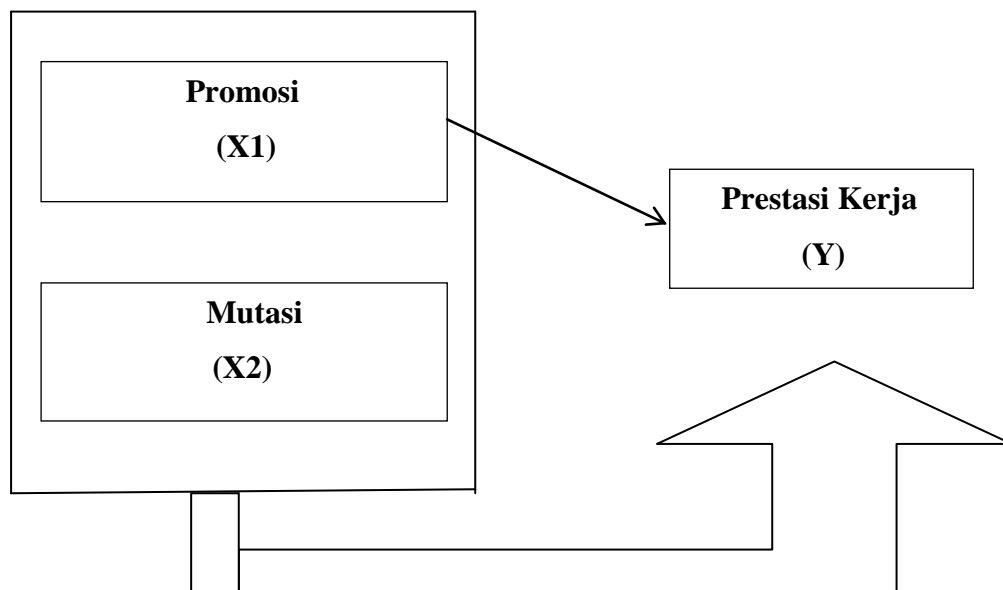 Promosi
(X1)
Prestasi Kerja
(Y)
Mutasi
(X2)